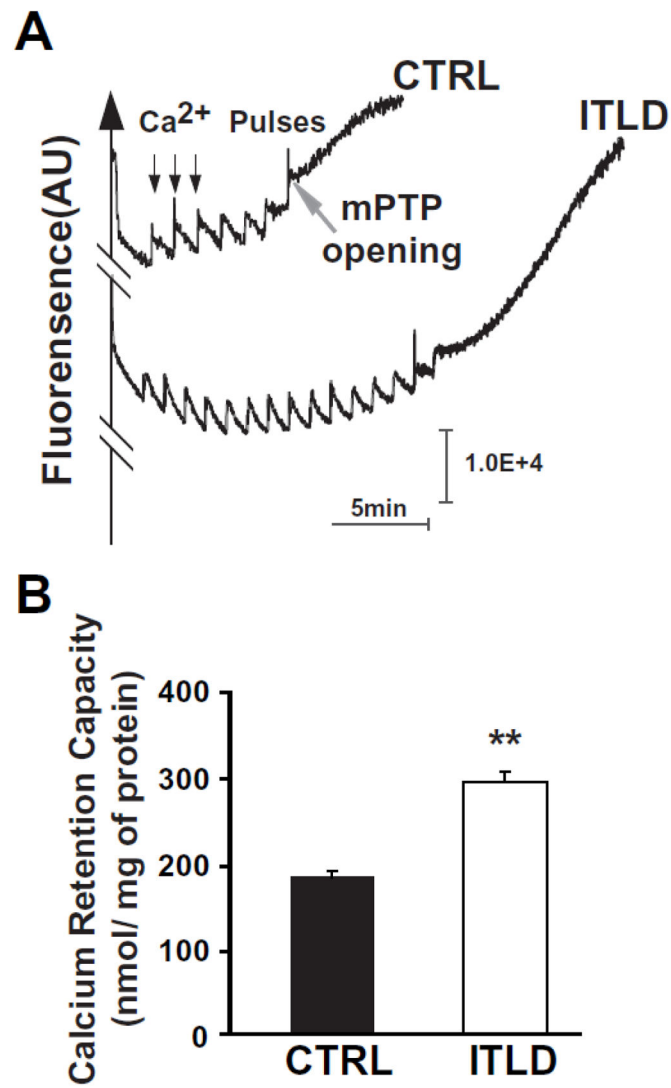 A
CTRL
ITLD
Ca2+ Pulses
mPTP
opening
Fluorensence(AU)
1.0E+4
5min
B
Calcium Retention Capacity
(nmol/ mg of protein)
400
300
200
100
0
**
CTRL
ITLD